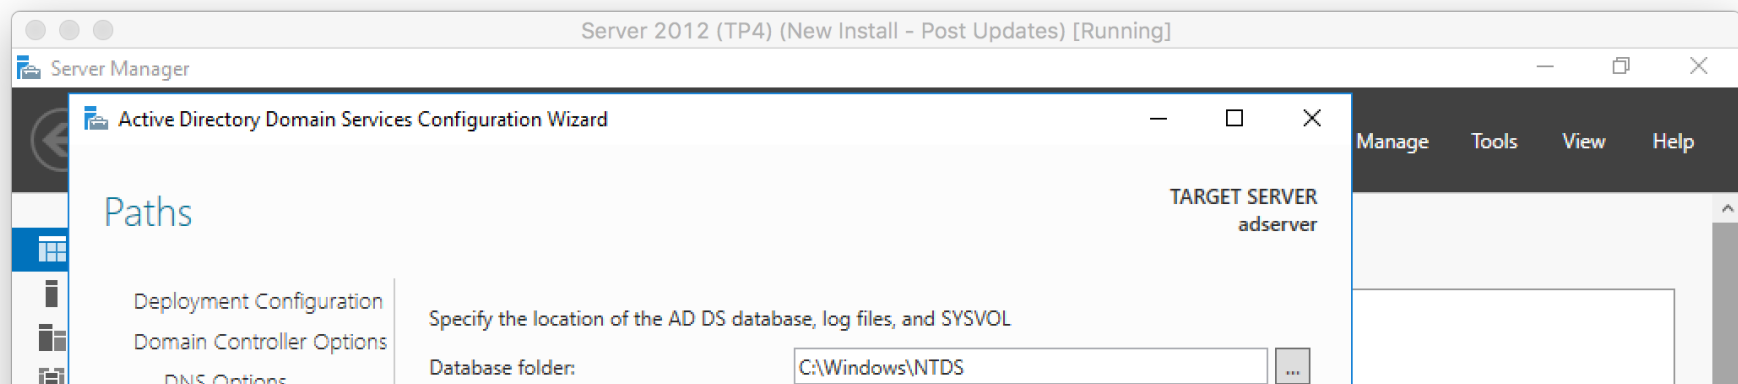 Server 2012 (TP4) (New Install - Post Updates) [Running]
Server Manager
Active Directory Domain Services Configuration Wizard
Manage Tools View Help
Paths
TARGET SERVER
adserver
Deployment Configuration
Domain Controller Options
DNS Options
Specify the location of the AD DS database, log files, and SYSVOL
Database folder: C:\Windows\NTDS ...